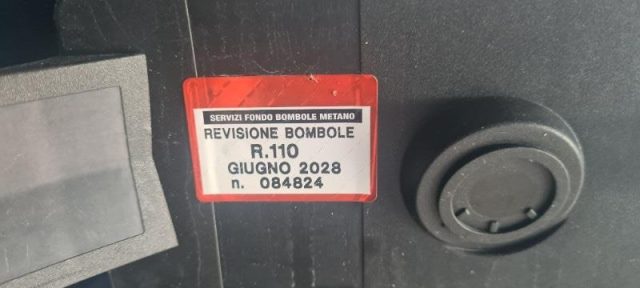 SERVIZI FONDO BOMBOLE METANO
REVISIONE BOMBOLE
R.110
GIUGNO 2028
n. 084824